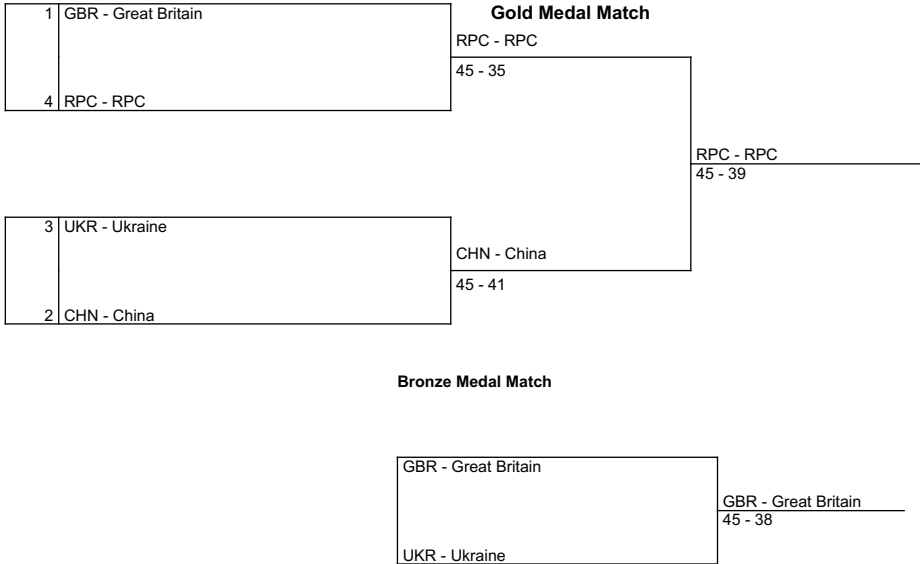 1 GBR - Great Britain
Gold Medal Match
RPC - RPC
45 - 35
4 RPC - RPC
RPC - RPC
45 - 39
3 UKR - Ukraine
CHN - China
45 - 41
2 CHN - China
Bronze Medal Match
GBR - Great Britain
GBR - Great Britain
45 - 38
UKR - Ukraine